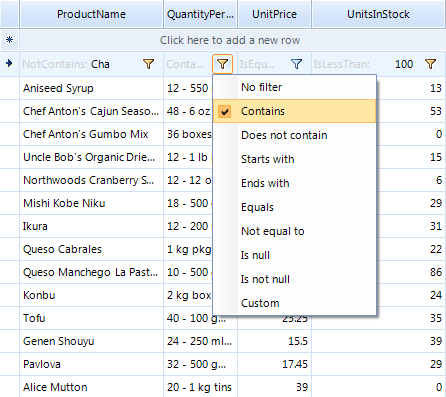 ProductName QuantityPer... UnitPrice UnitsInStock
Click here to add a new row
NotContains: Cha Conta... IsEqu... IsLessThan: 100
No filter
Contains
Does not contain
Starts with
Ends with
Equals
Not equal to
Is null
Is not null
Custom
Aniseed Syrup 12 - 550 13
Chef Anton's Cajun Seaso... 48 - 6 oz 53
Chef Anton's Gumbo Mix 36 boxes 0
Uncle Bob's Organic Drie... 12 - 1 lb 15
Northwoods Cranberry S... 12 - 12 o 6
Mishi Kobe Niku 18 - 500 29
Ikura 12 - 200 31
Queso Cabrales 1 kg pkg 22
Queso Manchego La Past... 10 - 500 86
Konbu 2 kg box 24
Tofu 40 - 100 g... 23.25 35
Genen Shouyu 24 - 250 ml... 15.5 39
Pavlova 32 - 500 g... 17.45 29
Alice Mutton 20 - 1 kg tins 39 0